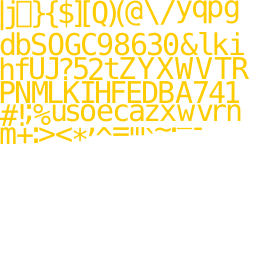 |j□}{$][Q)(@\/yqpg
dbSOGC98630&lki
hfUJ?52tZYXWVTR
PNMLKIHFEDBA741
#!;%usoecazxwvrn
m+:><*,^="`~·—-